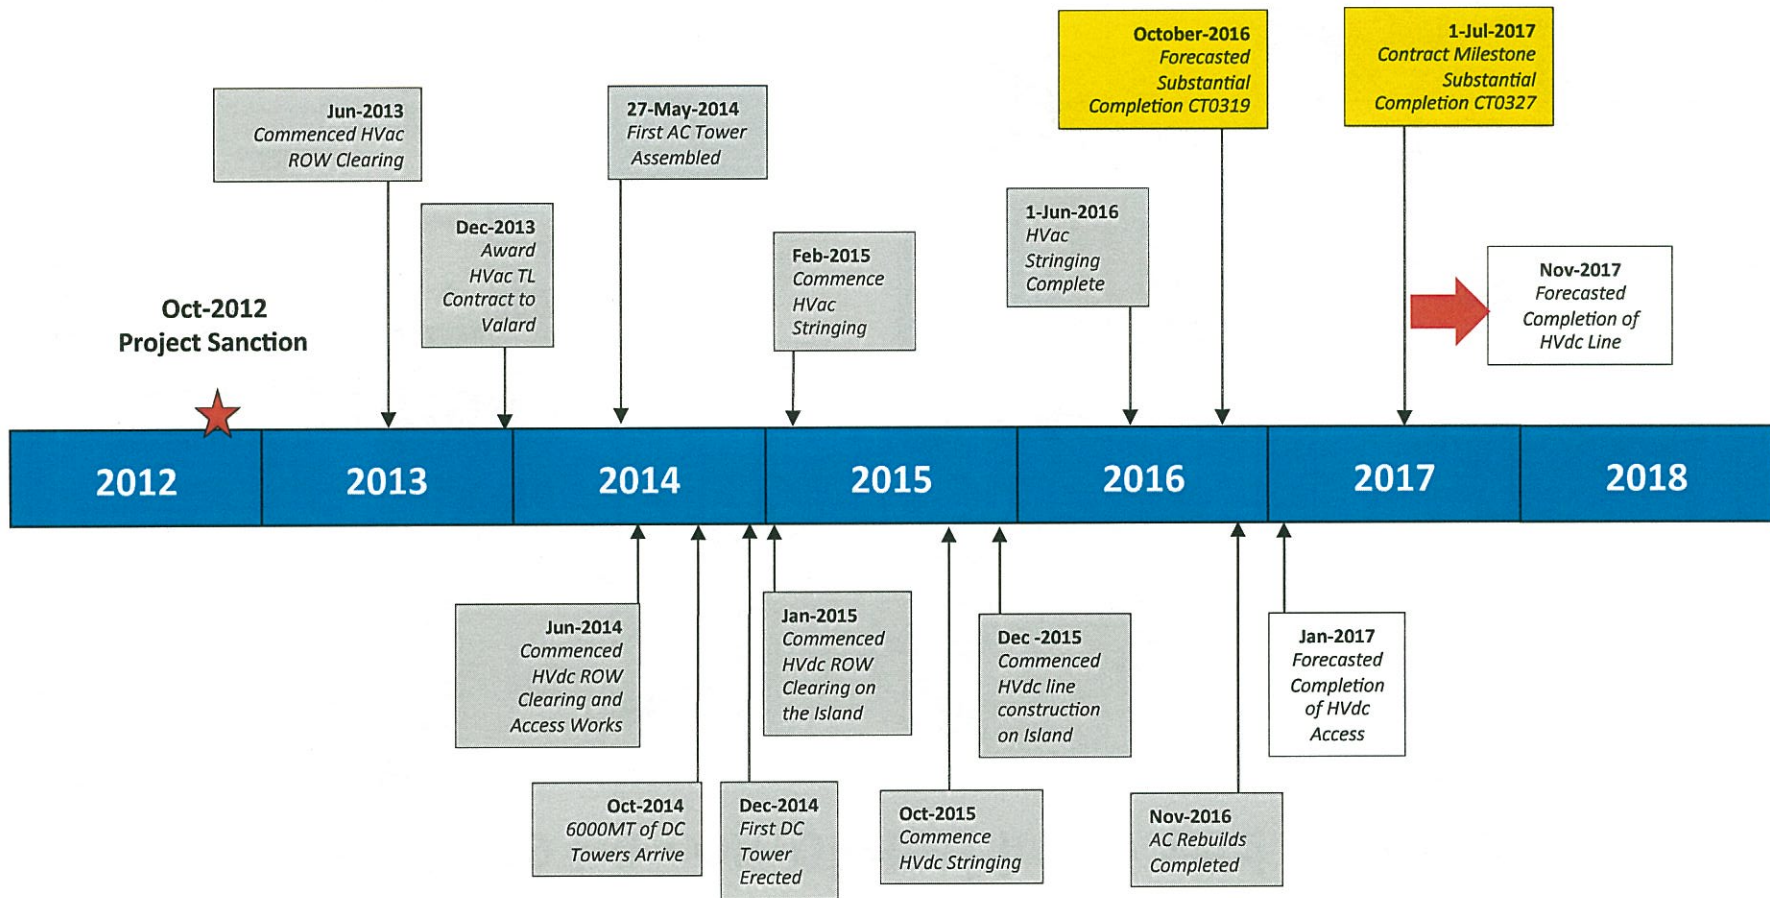 October-2016
Forecasted
Substantial
Completion CT0319
1-Jul-2017
Contract Milestone
Substantial
Completion CT0327
Jun-2013
Commenced HVac
ROW Clearing
27-May-2014
First AC Tower
Assembled
Dec-2013
Award
HVac TL
Contract to
Valard
Feb-2015
Commence
HVac
Stringing
1-Jun-2016
HVac
Stringing
Complete
Nov-2017
Forecasted
Completion of
HVdc Line
Oct-2012
Project Sanction
2012
2013
2014
2015
2016
2017
2018
Jun-2014
Commenced
HVdc ROW
Clearing and
Access Works
Jan-2015
Commenced
HVdc ROW
Clearing on
the Island
Dec -2015
Commenced
HVdc line
construction
on Island
Jan-2017
Forecasted
Completion
of HVdc
Access
Oct-2014
6000MT of DC
Towers Arrive
Dec-2014
First DC
Tower
Erected
Oct-2015
Commence
HVdc Stringing
Nov-2016
AC Rebuilds
Completed